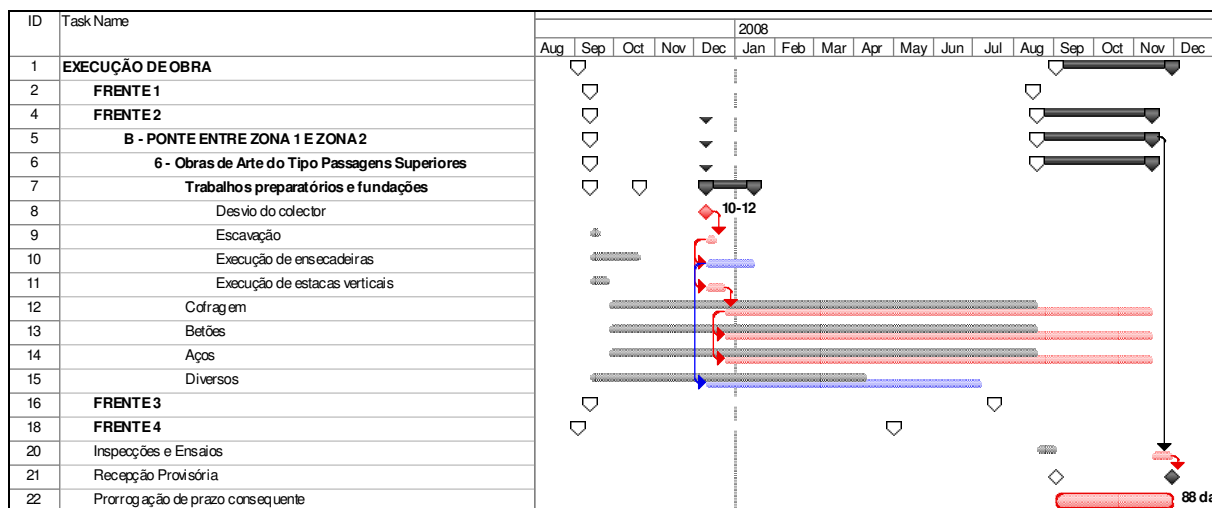 ID Task Name
2008
Aug Sep Oct Nov Dec Jan Feb Mar Apr May Jun Jul Aug Sep Oct Nov Dec
1 EXECUÇÃO DE OBRA
2 FRENTE 1
4 FRENTE 2
5 B - PONTE ENTRE ZONA 1 E ZONA 2
6 6 - Obras de Arte do Tipo Passagens Superiores
7 Trabalhos preparatórios e fundações
8 Desvio do colector 10-12
9 Escavação
10 Execução de ensecadeiras
11 Execução de estacas verticais
12 Cofragem
13 Betões
14 Aços
15 Diversos
16 FRENTE 3
18 FRENTE 4
20 Inspecções e Ensaios
21 Recepção Provisória
22 Prorrogação de prazo consequente 88 da